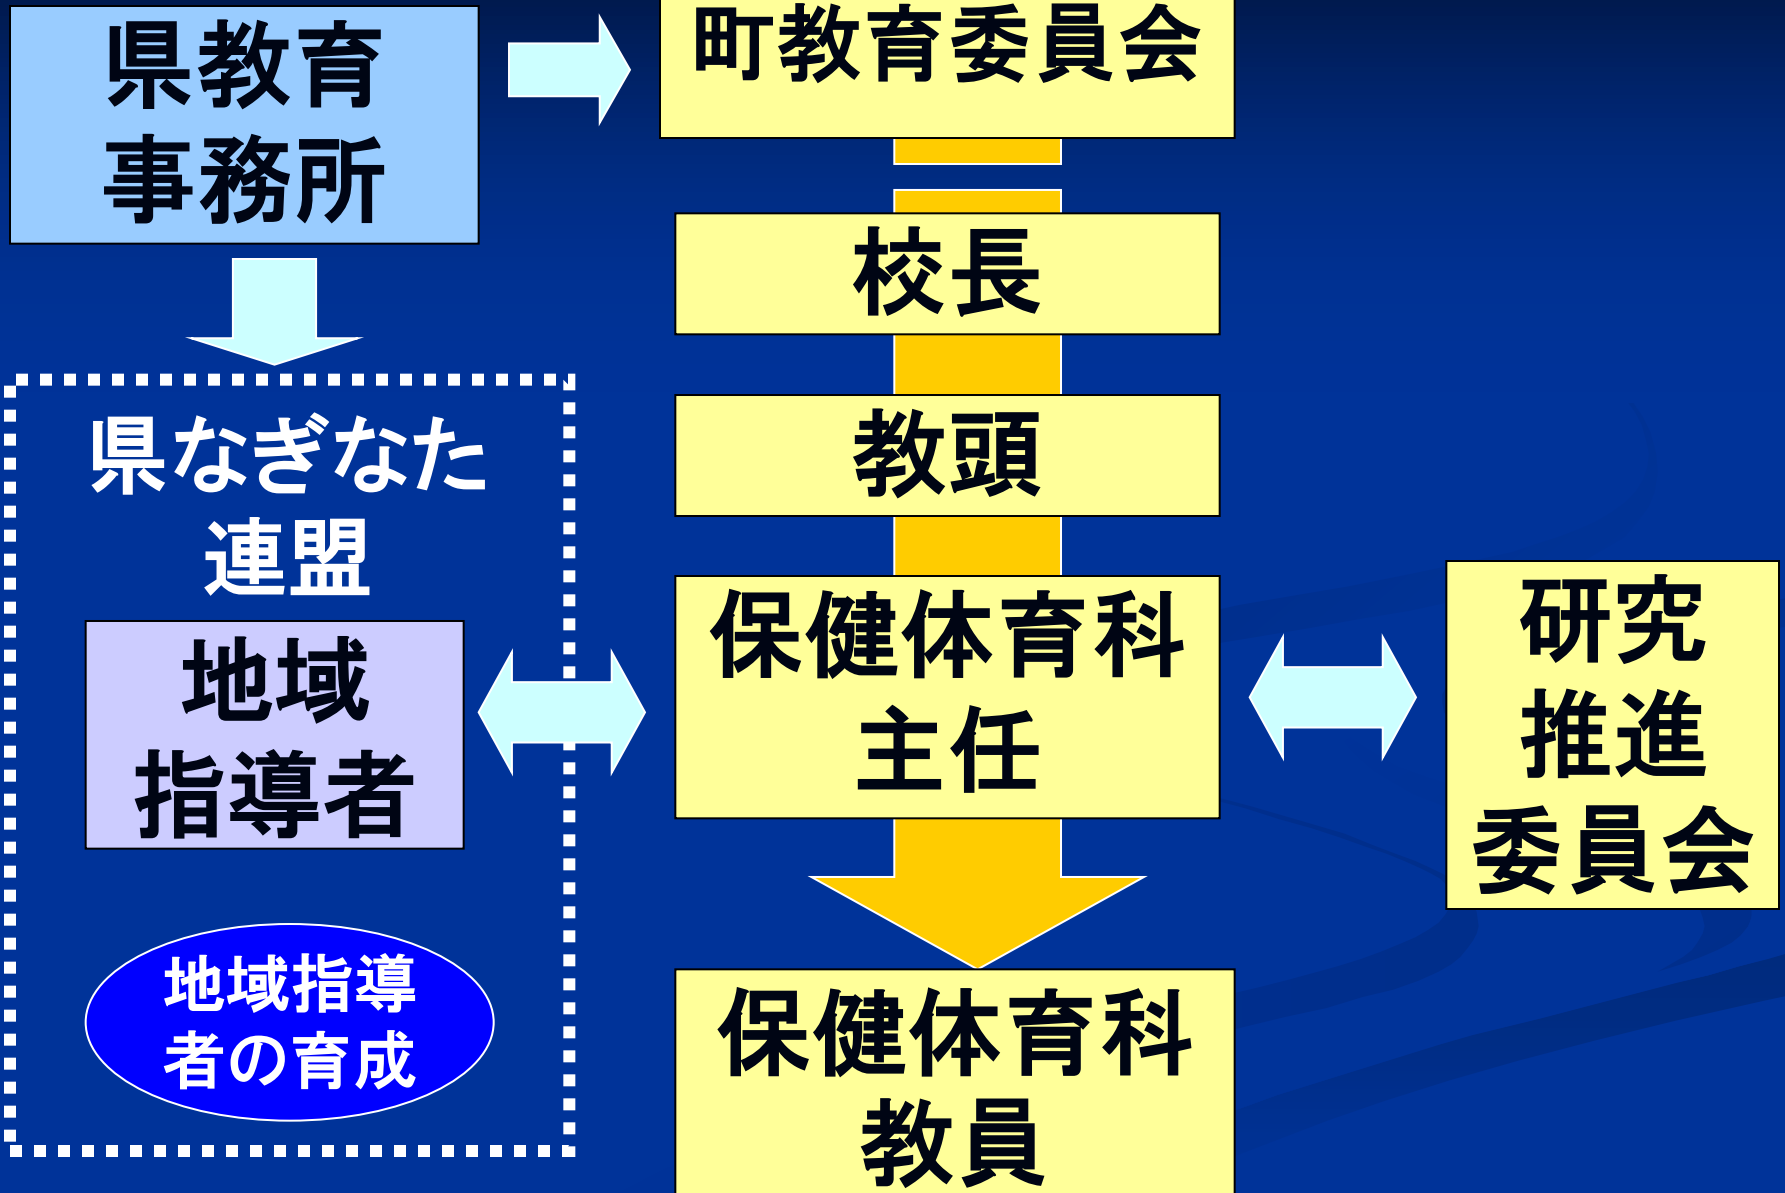 県教育
事務所
町教育委員会
校長
教頭
県なぎなた
連盟
地域
指導者
保健体育科
主任
研究
推進
委員会
地域指導
者の育成
保健体育科
教員